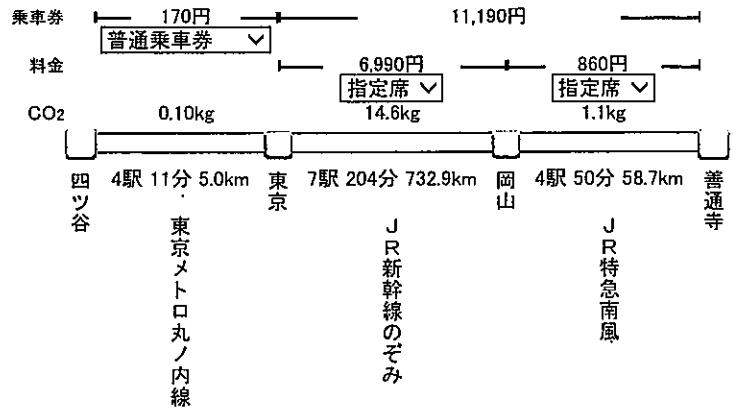 乗車券 170円 11,190円
普通乗車券
料金 6,990円 860円
指定席 指定席
CO2 0.10kg 14.6kg 1.1kg
四ツ谷 4駅 11分 5.0km 東京 7駅 204分 732.9km 岡山 4駅 50分 58.7km 善通寺
東京メトロ丸ノ内線
JR新幹線のぞみ
JR特急南風